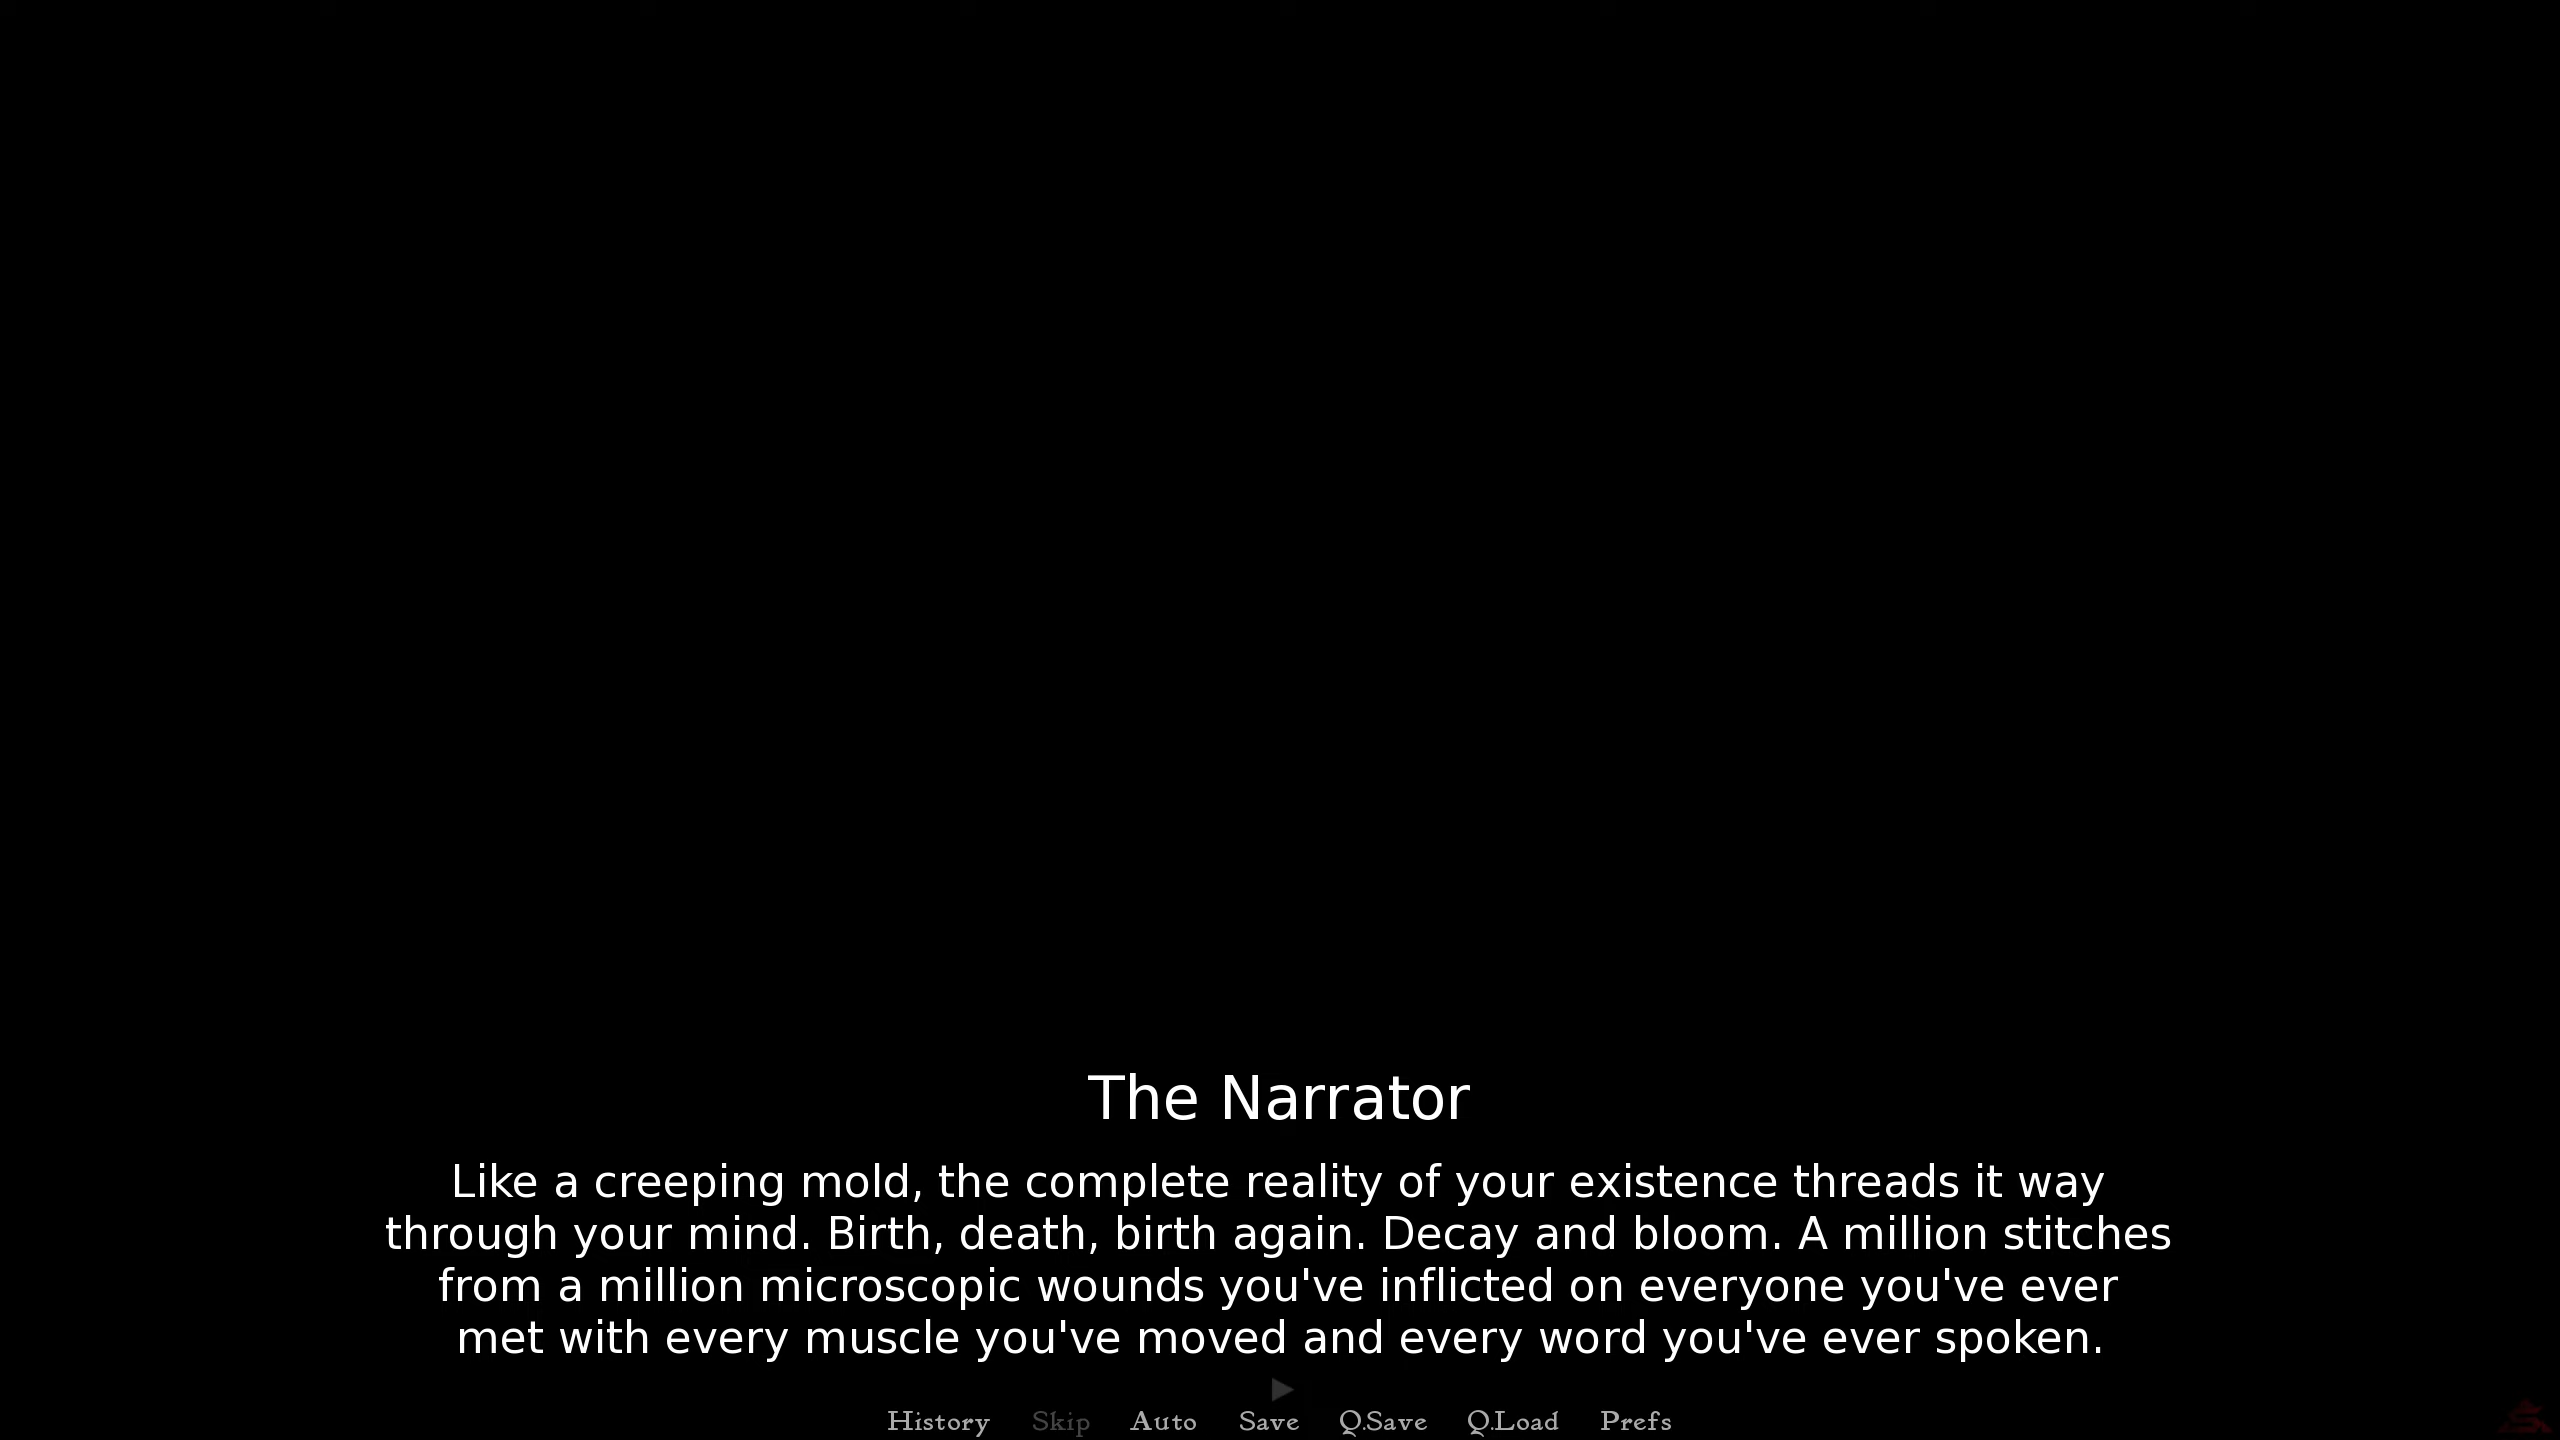 The Narrator
Like a creeping mold, the complete reality of your existence threads it way
through your mind. Birth, death, birth again. Decay and bloom. A million stitches
from a million microscopic wounds you've inflicted on everyone you've ever
met with every muscle you've moved and every word you've ever spoken.
History Skip Auto Save Q.Save Q.Load Prefs